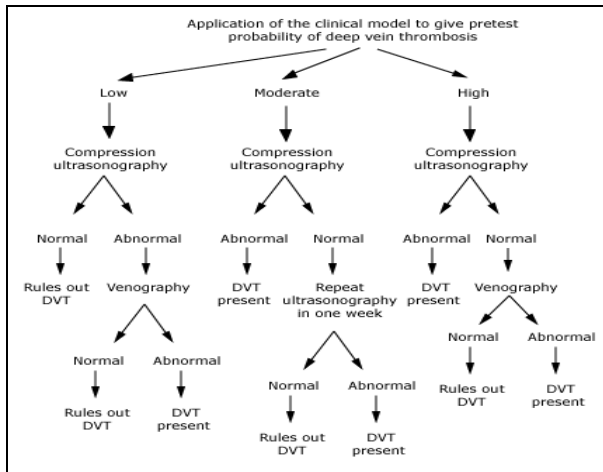 Application of the clinical model to give pretest
probability of deep vein thrombosis
Low
Moderate
High
Compression
ultrasonography
Compression
ultrasonography
Compression
ultrasonography
Normal
Abnormal
Abnormal
Normal
Abnormal
Normal
Rules out
DVT
Venography
DVT
present
Repeat
ultrasonography
in one week
DVT
present
Venography
Normal
Abnormal
Normal
Abnormal
Normal
Abnormal
Rules out
DVT
DVT
present
Rules out
DVT
DVT
present
Rules out
DVT
DVT
present